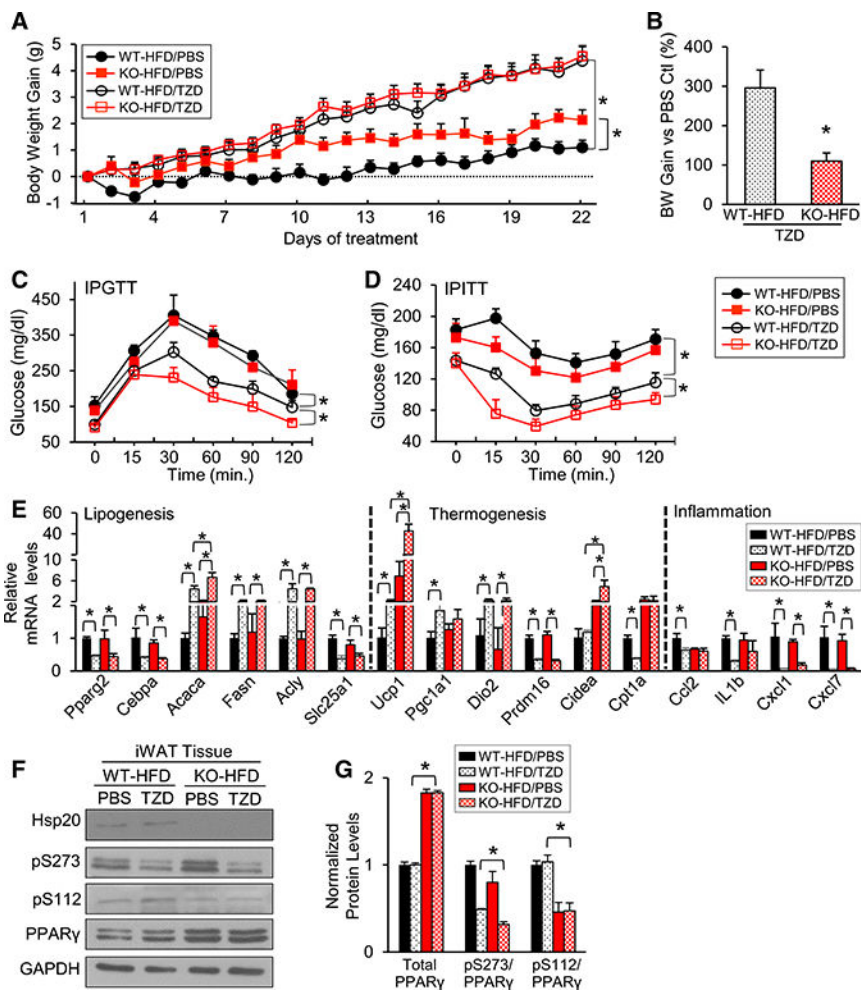 A
Body Weight Gain (g)
5
4
3
2
1
0
-1
WT-HFD/PBS
KO-HFD/PBS
WT-HFD/TZD
KO-HFD/TZD
*
*
1 4 7 10 13 16 19 22
Days of treatment
B
BW Gain vs PBS Ctl (%)
400
300
200
100
0
*
WT-HFD KO-HFD
TZD
C
IPGTT
Glucose (mg/dl)
450
350
250
150
50
*
*
0 15 30 60 90 120
Time (min.)
D
IPITT
Glucose (mg/dl)
240
200
160
120
80
40
*
*
0 15 30 60 90 120
Time (min.)
WT-HFD/PBS
KO-HFD/PBS
WT-HFD/TZD
KO-HFD/TZD
E
Lipogenesis
Thermogenesis
Inflammation
Relative
mRNA levels
60
40
20
10
6
2
2
1
0
WT-HFD/PBS
WT-HFD/TZD
KO-HFD/PBS
KO-HFD/TZD
Pparg2 Cebpa Acaca Fasn Acly Slc25a1 Ucp1 Pgc1a1 Dio2 Prdm16 Cidea Cpt1a Ccl2 IL1b Cxcl1 Cxcl7
F
iWAT Tissue
WT-HFD KO-HFD
PBS TZD PBS TZD
Hsp20
pS273
pS112
PPARγ
GAPDH
G
Normalized
Protein Levels
2
1
0
WT-HFD/PBS
WT-HFD/TZD
KO-HFD/PBS
KO-HFD/TZD
*
*
*
Total pS273/ pS112/
PPARγ PPARγ PPARγ